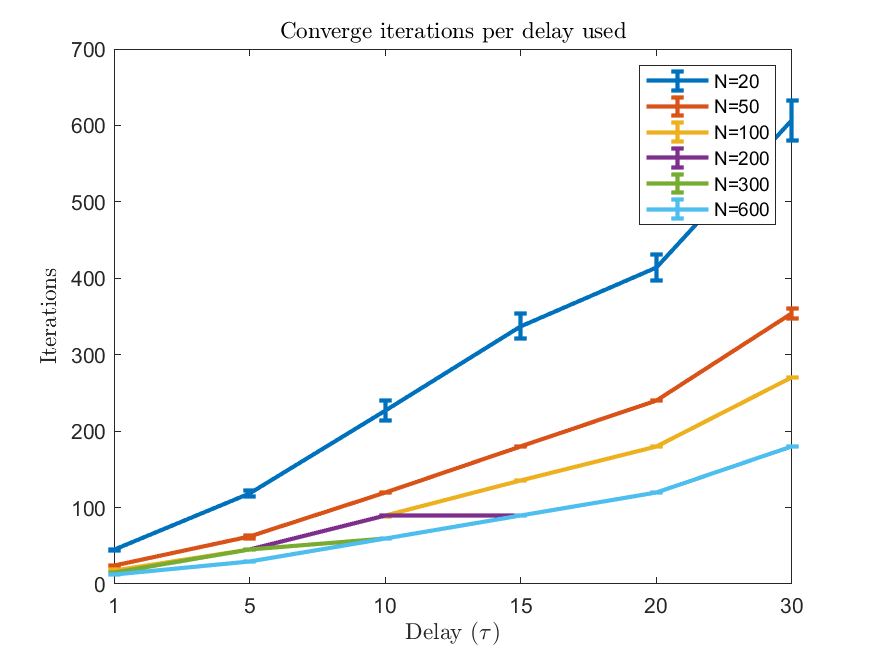 Converge iterations per delay used
700
600
500
400
300
200
100
0
Iterations
N=20
N=50
N=100
N=200
N=300
N=600
1 5 10 15 20 30
Delay (τ)